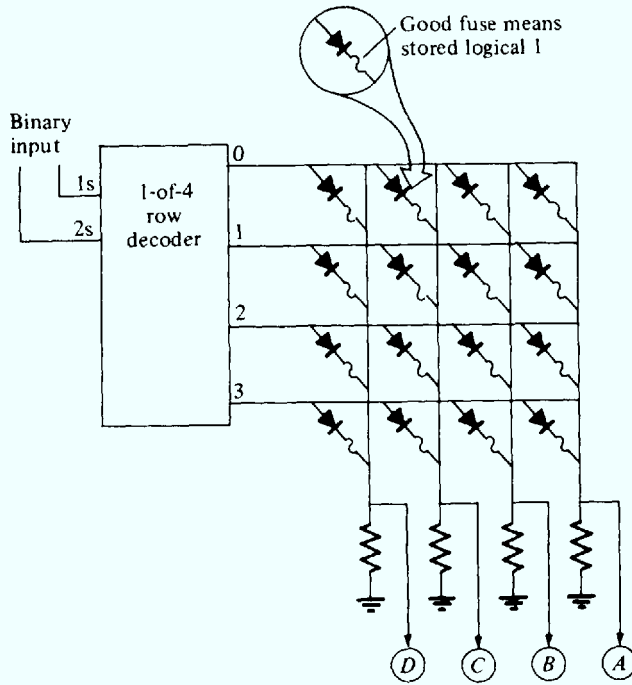 Good fuse means
stored logical 1
Binary
input
1s
2s
1-of-4
row
decoder
0
1
2
3
D
C
B
A